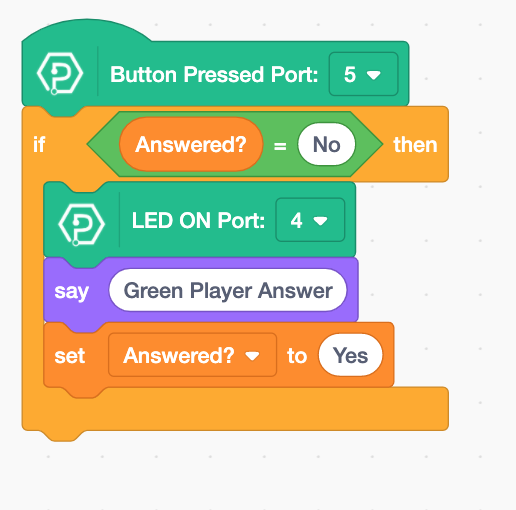 Button Pressed Port: 5
if Answered? = No then
LED ON Port: 4
say Green Player Answer
set Answered? to Yes